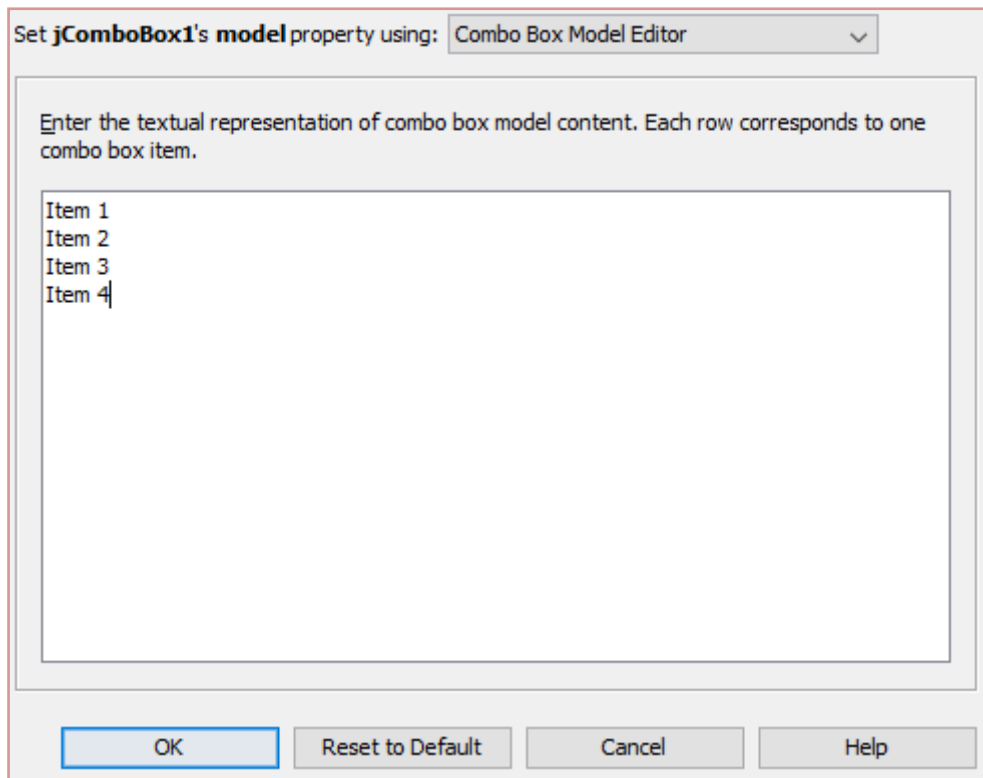 Set jComboBox1's model property using: Combo Box Model Editor
Enter the textual representation of combo box model content. Each row corresponds to one
combo box item.
Item 1
Item 2
Item 3
Item 4
OK Reset to Default Cancel Help